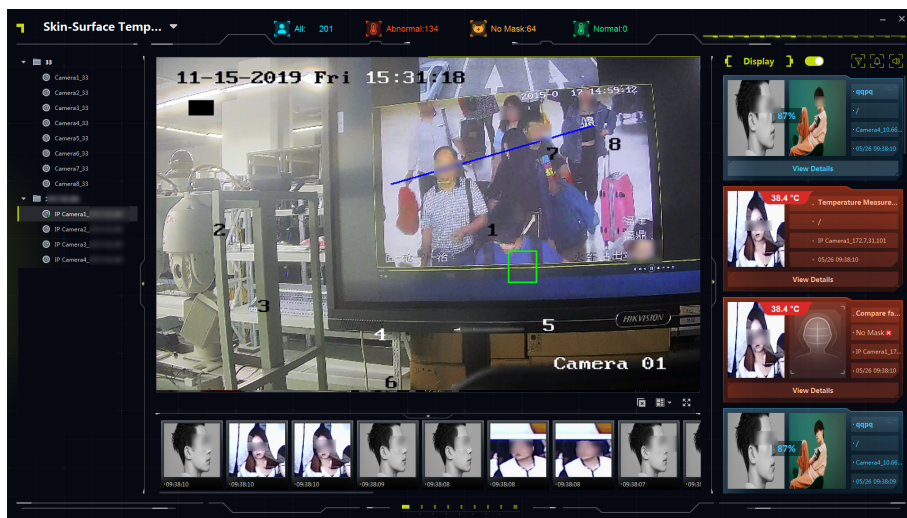 Skin-Surface Temp...
All: 201
Abnormal:134
No Mask:64
Normal:0
33
Camera1_33
Camera2_33
Camera3_33
Camera4_33
Camera5_33
Camera6_33
Camera7_33
Camera8_33
IP Camera1_
IP Camera2_
IP Camera3_
IP Camera4_
11-15-2019 Fri 15:31:18
14:59:12
7
8
1
2
3
4
5
6
HIKVISION
Camera 01
09:38:10
09:38:10
09:38:10
09:38:09
09:38:08
09:38:08
09:38:08
09:38:07
09:3
Display
87%
qqpq
/
Camera4_10.66
05/26 09:38:10
View Details
38.4 °C
Temperature Measure...
/
IP Camera1_172.7.31.101
05/26 09:38:10
View Details
38.4 °C
Compare fa...
No Mask
IP Camera1_17..
05/26 09:38:10
View Details
87%
qqpq
/
Camera4_10.66
05/26 09:38:09